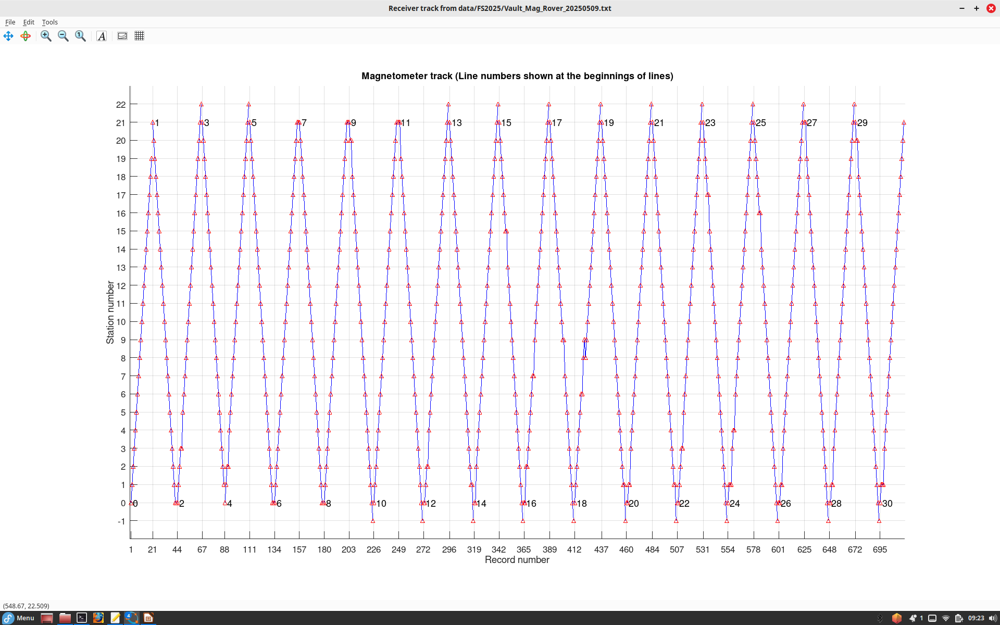 Receiver track from data/FS2025/Vault_Mag_Rover_20250509.txt
File Edit Tools
Magnetometer track (Line numbers shown at the beginnings of lines)
22
21 1 3 5 7 9 11 13 15 17 19 21 23 25 27 29
20
19
18
17
16
15
14
13
12
11
10
9
8
7
6
5
4
3
2
1
0 0 2 4 6 8 10 12 14 16 18 20 22 24 26 28 30
-1
Station number
1 21 44 67 88 111 134 157 180 203 226 249 272 296 319 342 365 389 412 437 460 484 507 531 554 578 601 625 648 672 695
Record number
(548.67, 22.509)
Menu 4 1 09:23